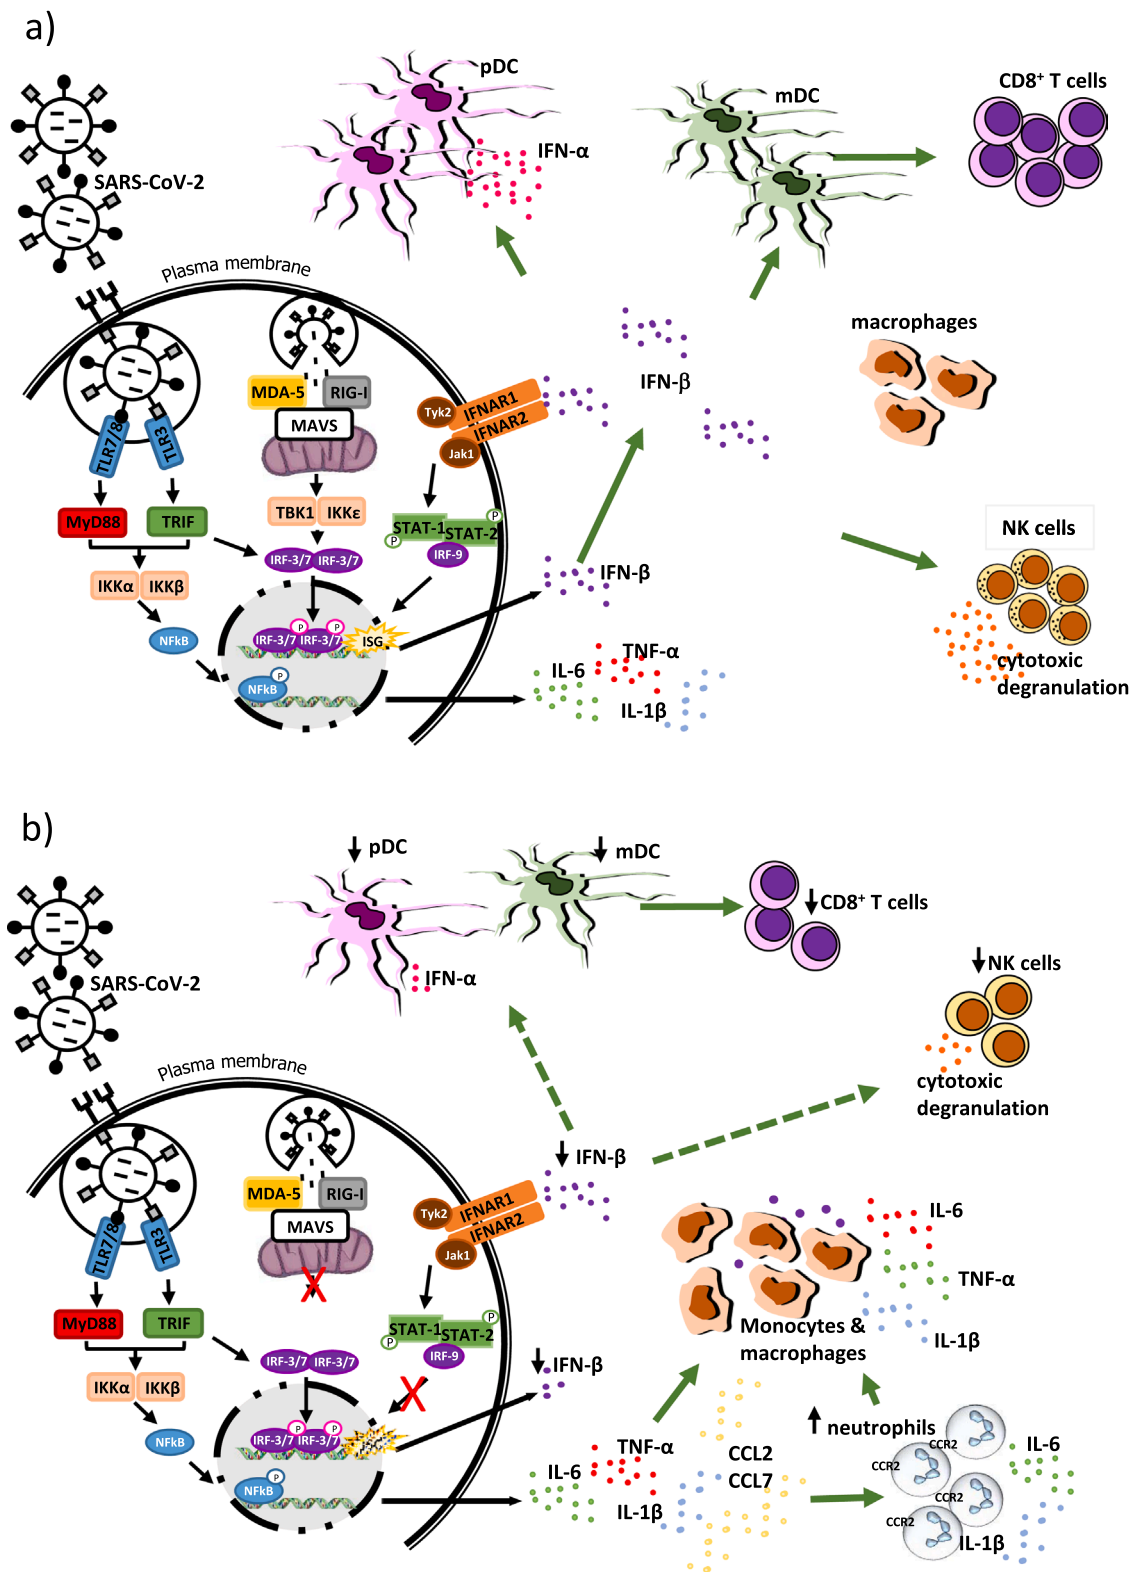 a)
pDC
mDC
CD8+ T cells
IFN-α
SARS-CoV-2
Plasma membrane
macrophages
IFN-β
MDA-5
RIG-I
Tyk2
IFNAR1
IFNAR2
MAVS
Jak1
TLR7/8
TLR3
MyD88
TRIF
TBK1
IKKε
STAT-1
STAT-2
P
P
IRF-9
NK cells
IRF-3/7
IRF-3/7
IKKα
IKKβ
IFN-β
P
P
NFkB
IRF-3/7
IRF-3/7
ISG
TNF-α
IL-6
cytotoxic
degranulation
P
NFkB
IL-1β
b)
pDC
mDC
CD8+ T cells
NK cells
IFN-α
SARS-CoV-2
Plasma membrane
cytotoxic
degranulation
IFN-β
MDA-5
RIG-I
Tyk2
IFNAR1
IFNAR2
MAVS
Jak1
IL-6
TLR7/8
TLR3
TNF-α
MyD88
TRIF
X
STAT-1
STAT-2
P
P
IRF-9
Monocytes &
macrophages
IL-1β
IRF-3/7
IRF-3/7
IFN-β
IKKα
IKKβ
X
P
P
NFkB
IRF-3/7
IRF-3/7
ISG
neutrophils
CCR2
CCR2
CCR2
CCR2
TNF-α
IL-6
CCL2
CCL7
IL-6
P
NFkB
IL-1β
IL-1β